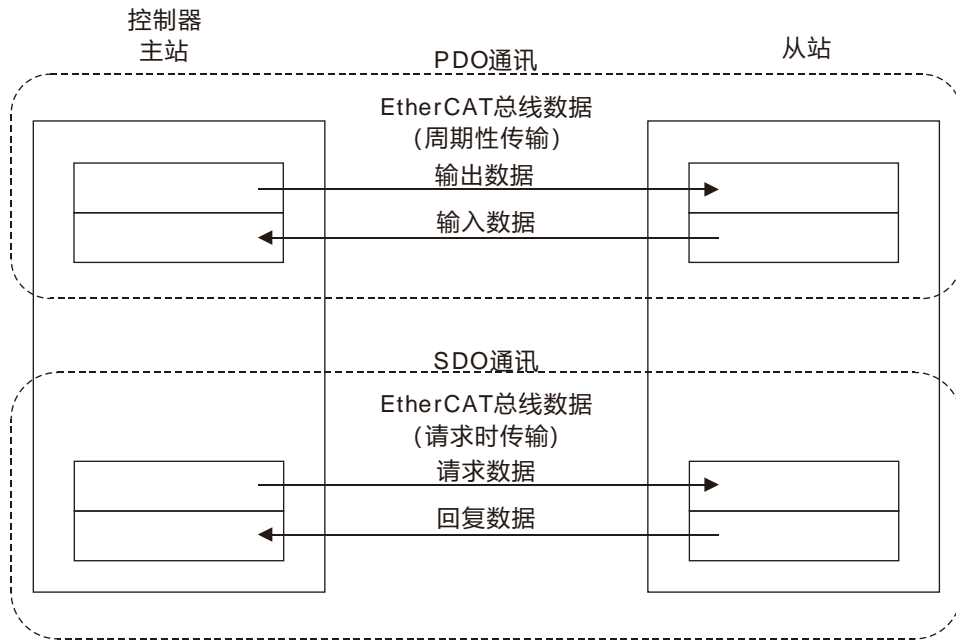 控制器
主站
从站
PDO通讯
EtherCAT总线数据
(周期性传输)
输出数据
输入数据
SDO通讯
EtherCAT总线数据
(请求时传输)
请求数据
回复数据